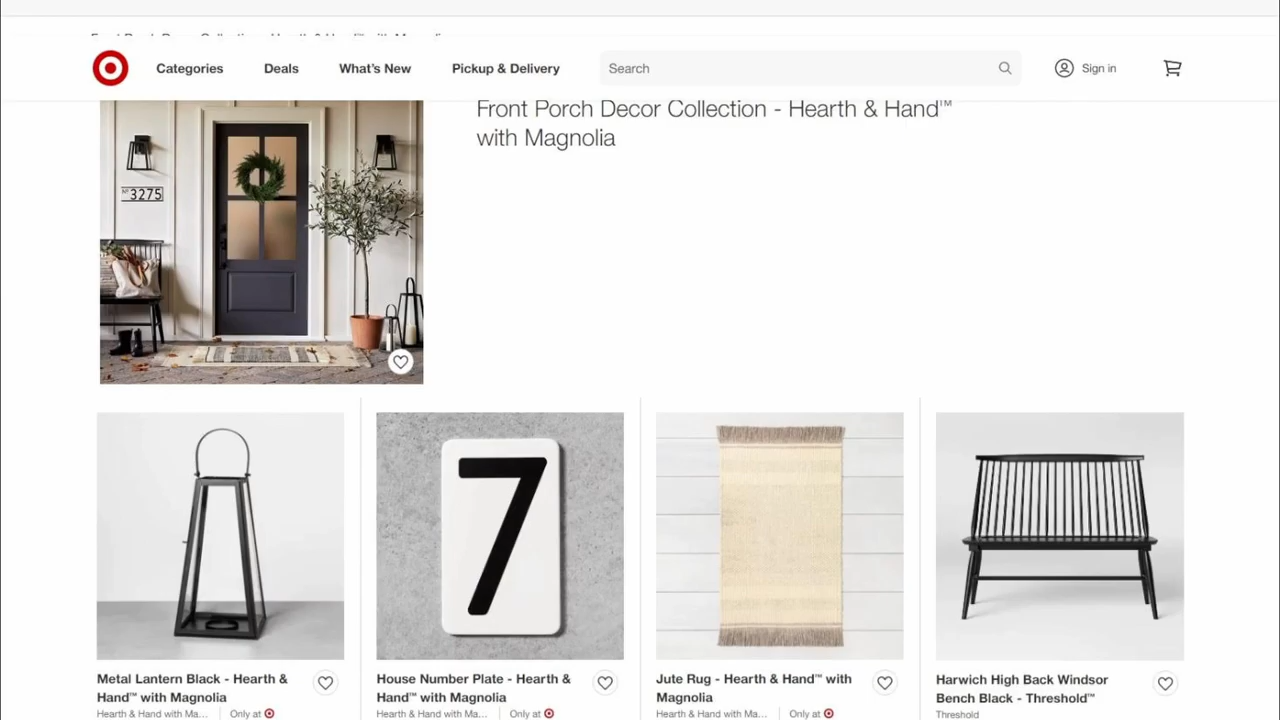 Categories
Deals
What's New
Pickup & Delivery
Search
Sign in
Front Porch Decor Collection - Hearth & Hand™
with Magnolia
Nº 3275
7
Metal Lantern Black - Hearth &
Hand™ with Magnolia
Hearth & Hand with Ma...
Only at
House Number Plate - Hearth &
Hand™ with Magnolia
Hearth & Hand with Ma...
Only at
Jute Rug - Hearth & Hand™ with
Magnolia
Hearth & Hand with Ma...
Only at
Harwich High Back Windsor
Bench Black - Threshold™
Threshold